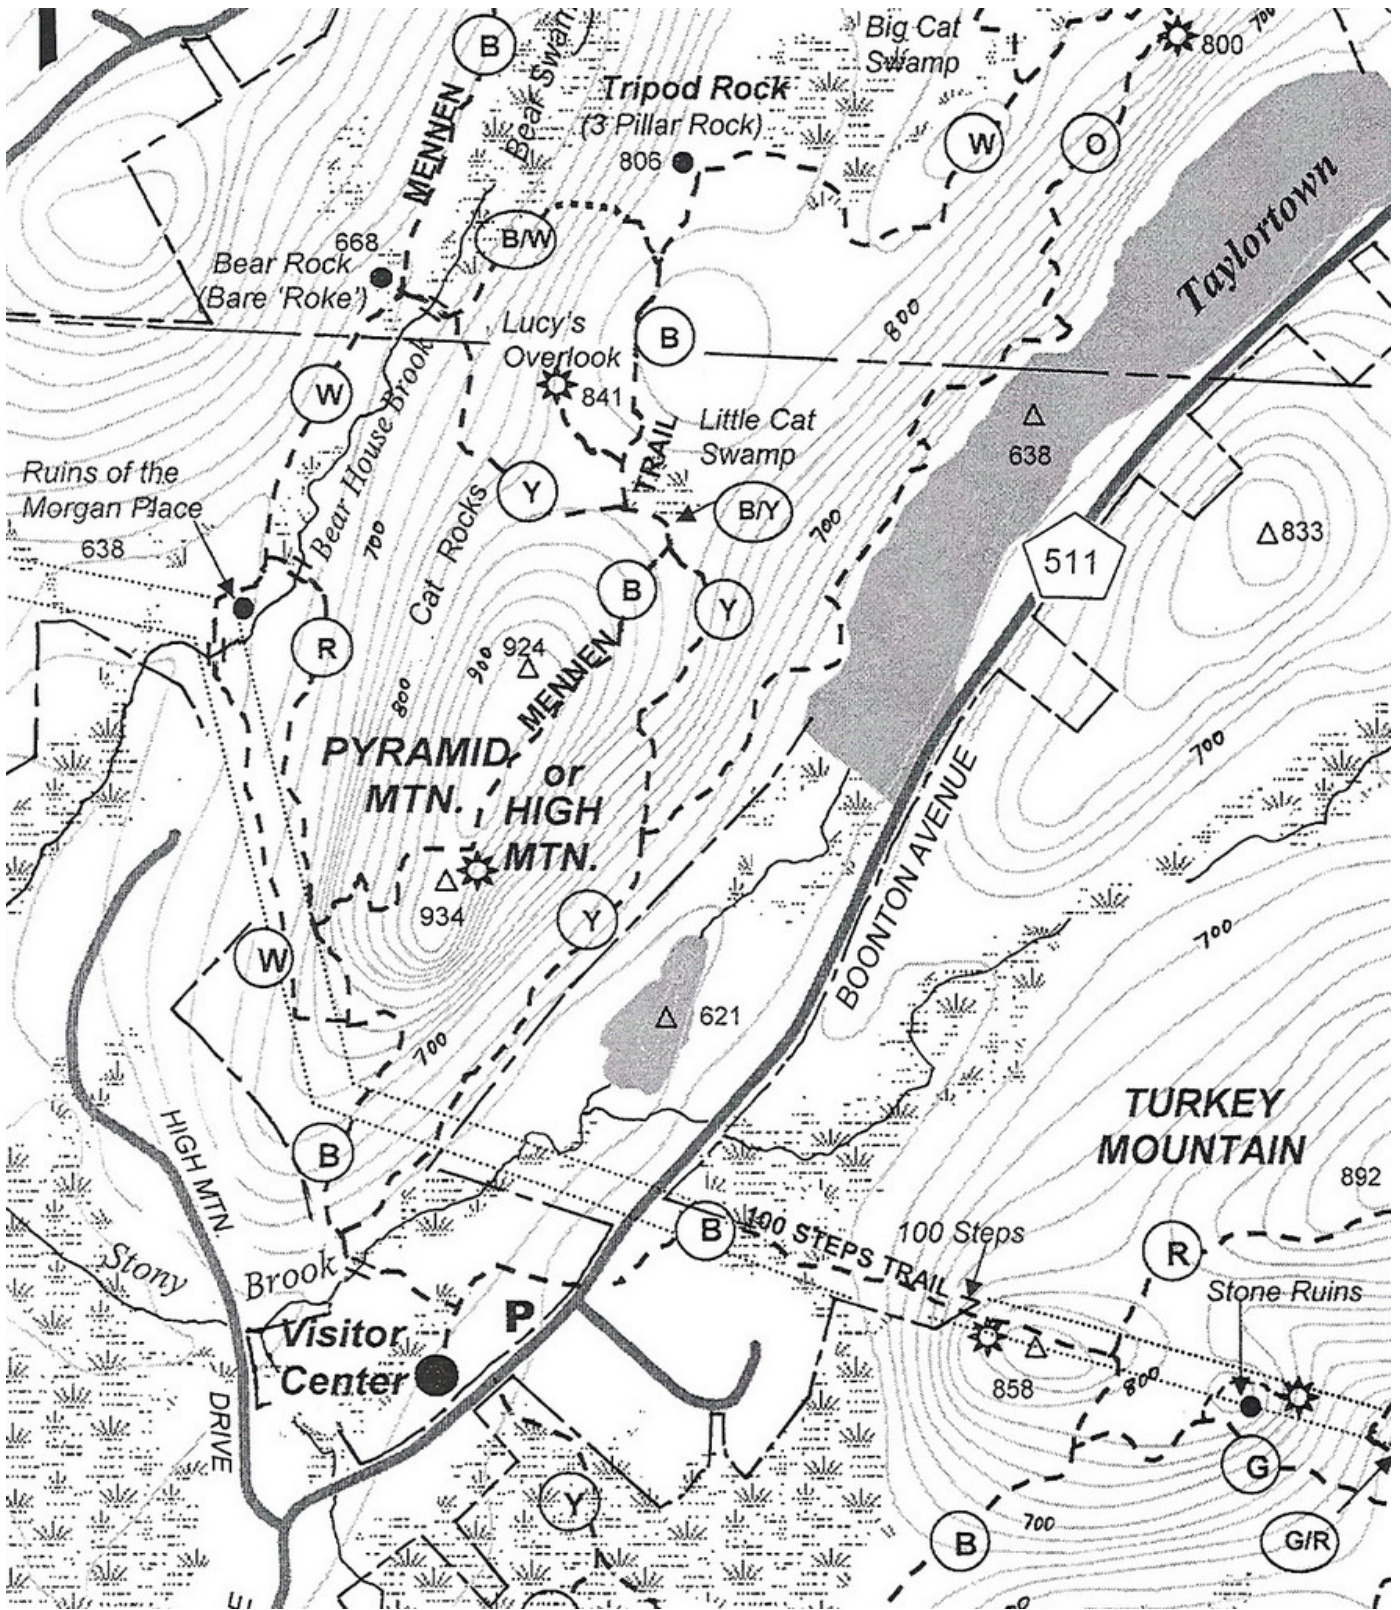 B
Bear Swam
MENNEN
Big Cat
Swamp
700
800
Tripod Rock
(3 Pillar Rock)
806
W
O
Taylortown
668
Bear Rock
(Bare 'Roke')
B/W
B
800
Lucy's
Overlook
841
W
Bear House Brook
Little Cat
Swamp
TRAIL
638
Ruins of the
Morgan Place
638
Y
B/Y
700
700
Cat Rocks
833
511
B
Y
R
924
900
800
MENNEN
PYRAMID
MTN.
or
HIGH
MTN.
700
BOONTON AVENUE
934
Y
W
700
621
700
TURKEY
MOUNTAIN
892
HIGH MTN
DRIVE
B
B
100 STEPS TRAIL
100 Steps
R
Stone Ruins
Stony
Brook
P
Visitor
Center
858
800
G
Y
B
700
G/R